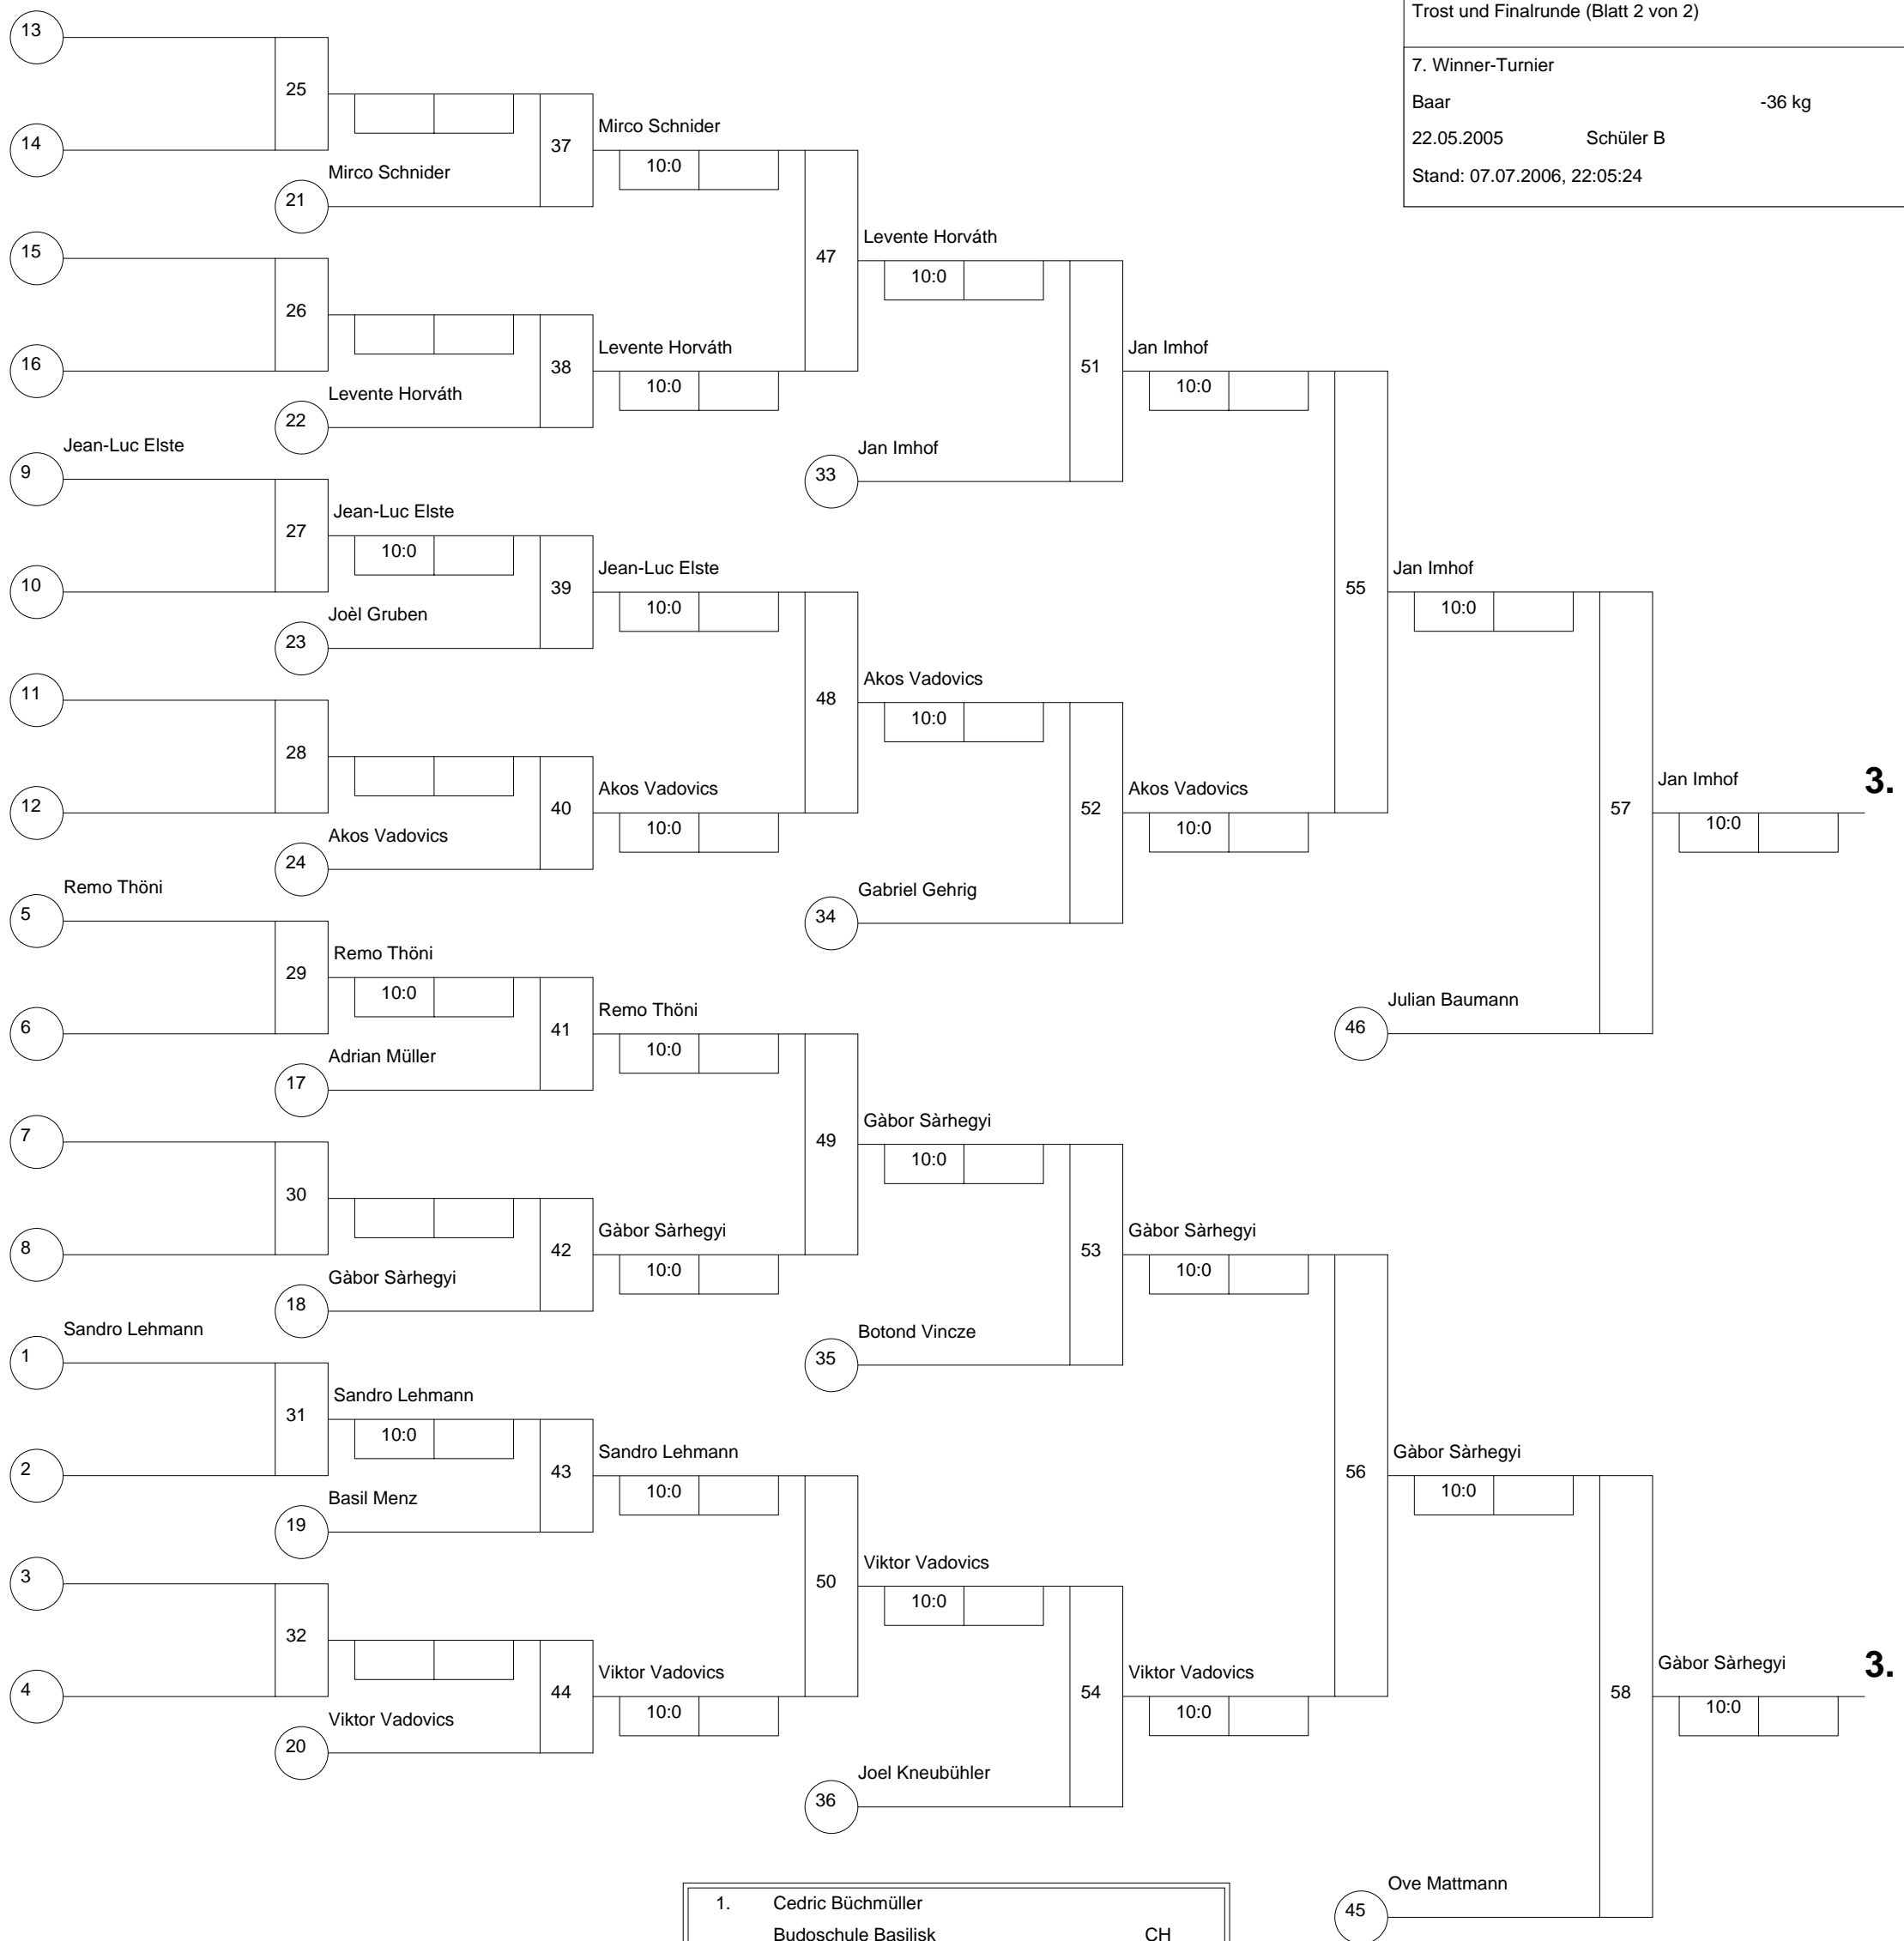 Trost und Finalrunde (Blatt 2 von 2)
7. Winner-Turnier
Baar -36 kg
22.05.2005 Schüler B
Stand: 07.07.2006, 22:05:24
13
25
14
37
Mirco Schnider
10:0
Mirco Schnider
21
15
47
Levente Horváth
10:0
26
16
38
Levente Horváth
10:0
Levente Horváth
22
51
Jan Imhof
10:0
Jean-Luc Elste
9
Jan Imhof
33
27
Jean-Luc Elste
10:0
10
39
Jean-Luc Elste
10:0
Joèl Gruben
23
55
Jan Imhof
10:0
11
48
Akos Vadovics
10:0
28
12
40
Akos Vadovics
10:0
Akos Vadovics
24
52
Akos Vadovics
10:0
57
Jan Imhof 3.
10:0
Remo Thöni
5
Gabriel Gehrig
34
29
Remo Thöni
10:0
6
41
Remo Thöni
10:0
Adrian Müller
17
Julian Baumann
46
7
49
Gàbor Sàrhegyi
10:0
30
8
42
Gàbor Sàrhegyi
10:0
Gàbor Sàrhegyi
18
53
Gàbor Sàrhegyi
10:0
Sandro Lehmann
1
Botond Vincze
35
31
Sandro Lehmann
10:0
2
43
Sandro Lehmann
10:0
Basil Menz
19
56
Gàbor Sàrhegyi
10:0
3
50
Viktor Vadovics
10:0
32
4
44
Viktor Vadovics
10:0
Viktor Vadovics
20
54
Viktor Vadovics
10:0
58
Gàbor Sàrhegyi 3.
10:0
Joel Kneubühler
36
Ove Mattmann
45
1. Cedric Büchmüller
Budoschule Basilisk CH